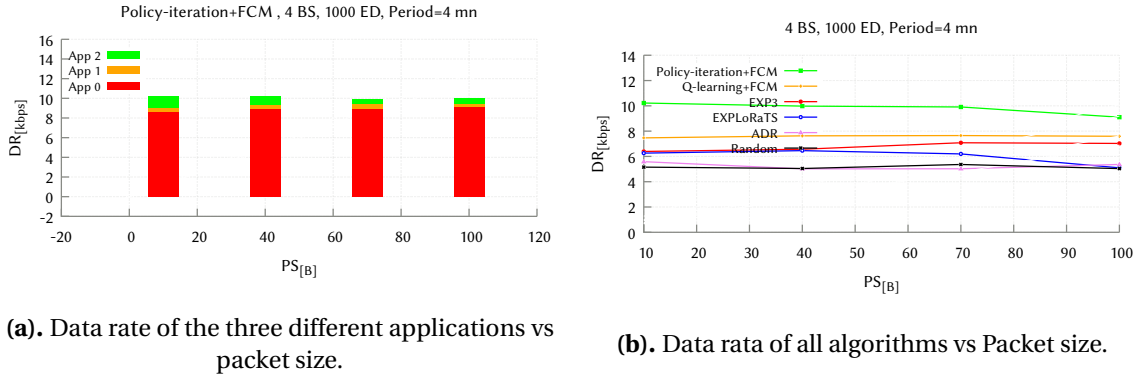 Policy-iteration+FCM , 4 BS, 1000 ED, Period=4 mn
16
14
12
10
8
6
4
2
0
-2
DR[kbps]
App 2
App 1
App 0
-20 0 20 40 60 80 100 120
PS[B]
(a). Data rate of the three different applications vs
packet size.
4 BS, 1000 ED, Period=4 mn
14
12
10
8
6
4
2
0
DR[kbps]
Policy-iteration+FCM
Q-learning+FCM
EXP3
EXPLoRaTS
ADR
Random
10 20 30 40 50 60 70 80 90 100
PS[B]
(b). Data rata of all algorithms vs Packet size.